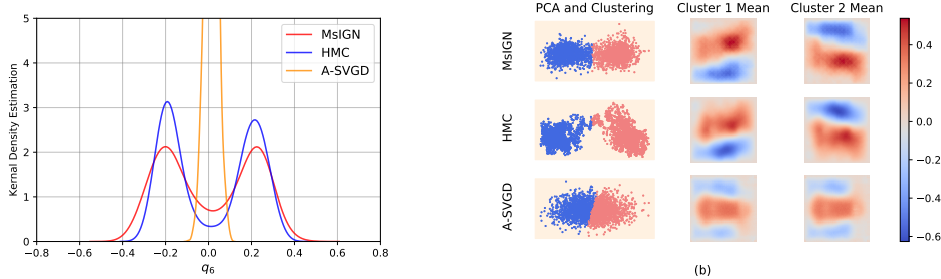 Kernal Density Estimation
5
4
3
2
1
0
−0.8
−0.6
−0.4
−0.2
0.0
0.2
0.4
0.6
0.8
q6
MsIGN
HMC
A-SVGD
PCA and Clustering
Cluster 1 Mean
Cluster 2 Mean
MsIGN
HMC
A-SVGD
0.4
0.2
0.0
−0.2
−0.4
−0.6
(b)